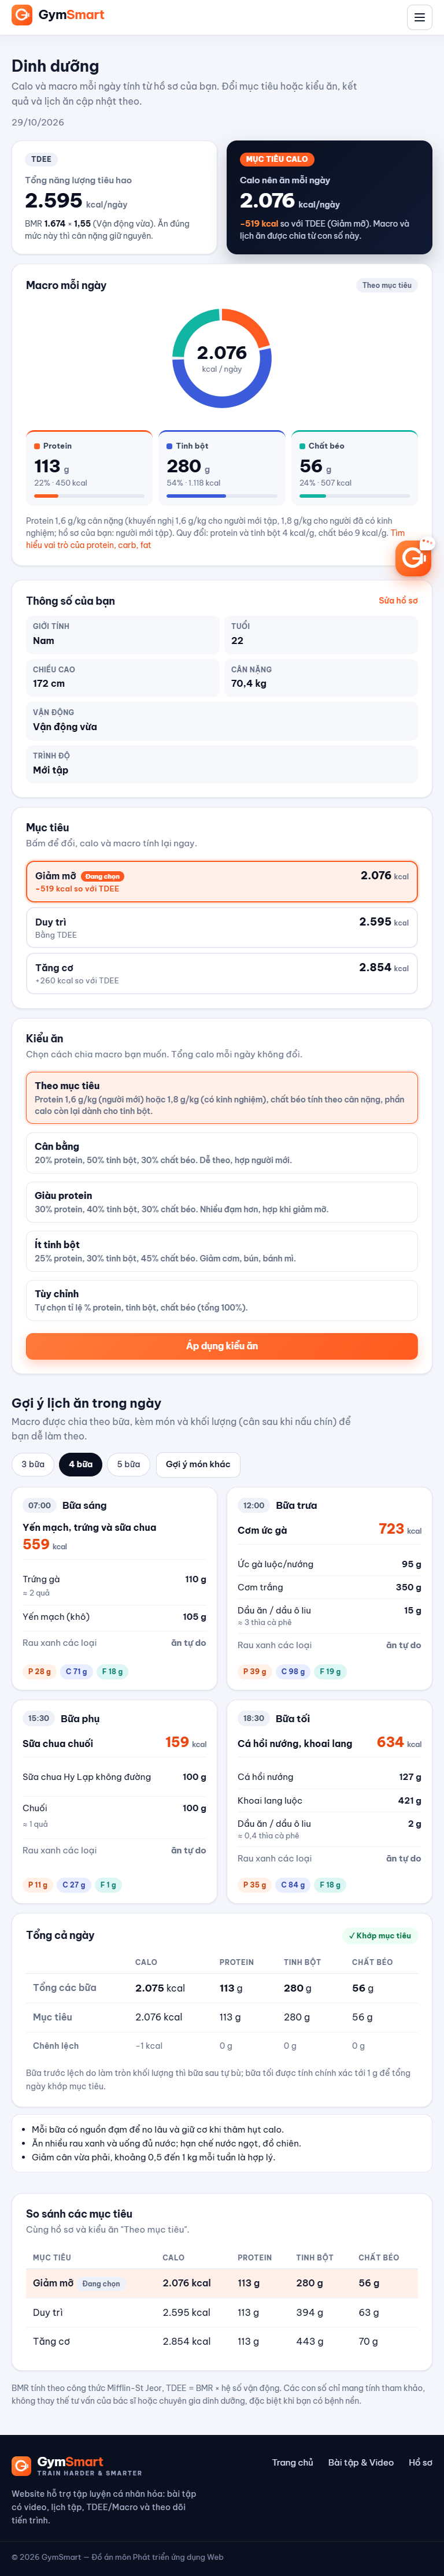 GymSmart
Dinh dưỡng
Calo và macro mỗi ngày tính từ hồ sơ của bạn. Đổi mục tiêu hoặc kiểu ăn, kết
quả và lịch ăn cập nhật theo.
29/10/2026
TDEE
Tổng năng lượng tiêu hao
2.595 kcal/ngày
BMR 1.674 × 1,55 (Vận động vừa). Ăn đúng
mức này thì cân nặng giữ nguyên.
MỤC TIÊU CALO
Calo nên ăn mỗi ngày
2.076 kcal/ngày
-519 kcal so với TDEE (Giảm mỡ). Macro và
lịch ăn được chia từ con số này.
Macro mỗi ngày
Theo mục tiêu
2.076
kcal / ngày
Protein
113 g
22% · 450 kcal
Tinh bột
280 g
54% · 1.118 kcal
Chất béo
56 g
24% · 507 kcal
Protein 1,6 g/kg cân nặng (khuyến nghị 1,6 g/kg cho người mới tập, 1,8 g/kg cho người đã có kinh
nghiệm; hồ sơ của bạn: người mới tập). Quy đổi: protein và tinh bột 4 kcal/g, chất béo 9 kcal/g. Tìm
hiểu vai trò của protein, carb, fat
Thông số của bạn
Sửa hồ sơ
GIỚI TÍNH
Nam
TUỔI
22
CHIỀU CAO
172 cm
CÂN NẶNG
70,4 kg
VẬN ĐỘNG
Vận động vừa
TRÌNH ĐỘ
Mới tập
Mục tiêu
Bấm để đổi, calo và macro tính lại ngay.
Giảm mỡ Đang chọn
2.076 kcal
-519 kcal so với TDEE
Duy trì
2.595 kcal
Bằng TDEE
Tăng cơ
2.854 kcal
+260 kcal so với TDEE
Kiểu ăn
Chọn cách chia macro bạn muốn. Tổng calo mỗi ngày không đổi.
Theo mục tiêu
Protein 1,6 g/kg (người mới) hoặc 1,8 g/kg (có kinh nghiệm), chất béo tính theo cân nặng, phần
calo còn lại dành cho tinh bột.
Cân bằng
20% protein, 50% tinh bột, 30% chất béo. Dễ theo, hợp người mới.
Giàu protein
30% protein, 40% tinh bột, 30% chất béo. Nhiều đạm hơn, hợp khi giảm mỡ.
Ít tinh bột
25% protein, 30% tinh bột, 45% chất béo. Giảm cơm, bún, bánh mì.
Tùy chỉnh
Tự chọn tỉ lệ % protein, tinh bột, chất béo (tổng 100%).
Áp dụng kiểu ăn
Gợi ý lịch ăn trong ngày
Macro được chia theo bữa, kèm món và khối lượng (cân sau khi nấu chín) để
bạn dễ làm theo.
3 bữa
4 bữa
5 bữa
Gợi ý món khác
07:00 Bữa sáng
Yến mạch, trứng và sữa chua
559 kcal
Trứng gà 110 g
≈ 2 quả
Yến mạch (khô) 105 g
Rau xanh các loại ăn tự do
P 28 g C 71 g F 18 g
12:00 Bữa trưa
Cơm ức gà 723 kcal
Ức gà luộc/nướng 95 g
Cơm trắng 350 g
Dầu ăn / dầu ô liu 15 g
≈ 3 thìa cà phê
Rau xanh các loại ăn tự do
P 39 g C 98 g F 19 g
15:30 Bữa phụ
Sữa chua chuối 159 kcal
Sữa chua Hy Lạp không đường 100 g
Chuối 100 g
≈ 1 quả
Rau xanh các loại ăn tự do
P 11 g C 27 g F 1 g
18:30 Bữa tối
Cá hồi nướng, khoai lang 634 kcal
Cá hồi nướng 127 g
Khoai lang luộc 421 g
Dầu ăn / dầu ô liu 2 g
≈ 0,4 thìa cà phê
Rau xanh các loại ăn tự do
P 35 g C 84 g F 18 g
Tổng cả ngày
✓ Khớp mục tiêu
CALO PROTEIN TINH BỘT CHẤT BÉO
Tổng các bữa 2.075 kcal 113 g 280 g 56 g
Mục tiêu 2.076 kcal 113 g 280 g 56 g
Chênh lệch -1 kcal 0 g 0 g 0 g
Bữa trước lệch do làm tròn khối lượng thì bữa sau tự bù; bữa tối được tính chính xác tới 1 g để tổng
ngày khớp mục tiêu.
• Mỗi bữa có nguồn đạm để no lâu và giữ cơ khi thâm hụt calo.
• Ăn nhiều rau xanh và uống đủ nước; hạn chế nước ngọt, đồ chiên.
• Giảm cân vừa phải, khoảng 0,5 đến 1 kg mỗi tuần là hợp lý.
So sánh các mục tiêu
Cùng hồ sơ và kiểu ăn "Theo mục tiêu".
MỤC TIÊU CALO PROTEIN TINH BỘT CHẤT BÉO
Giảm mỡ Đang chọn 2.076 kcal 113 g 280 g 56 g
Duy trì 2.595 kcal 113 g 394 g 63 g
Tăng cơ 2.854 kcal 113 g 443 g 70 g
BMR tính theo công thức Mifflin-St Jeor, TDEE = BMR × hệ số vận động. Các con số chỉ mang tính tham khảo,
không thay thế tư vấn của bác sĩ hoặc chuyên gia dinh dưỡng, đặc biệt khi bạn có bệnh nền.
GymSmart
TRAIN HARDER & SMARTER
Trang chủ Bài tập & Video Hồ sơ
Website hỗ trợ tập luyện cá nhân hóa: bài tập
có video, lịch tập, TDEE/Macro và theo dõi
tiến trình.
© 2026 GymSmart — Đồ án môn Phát triển ứng dụng Web